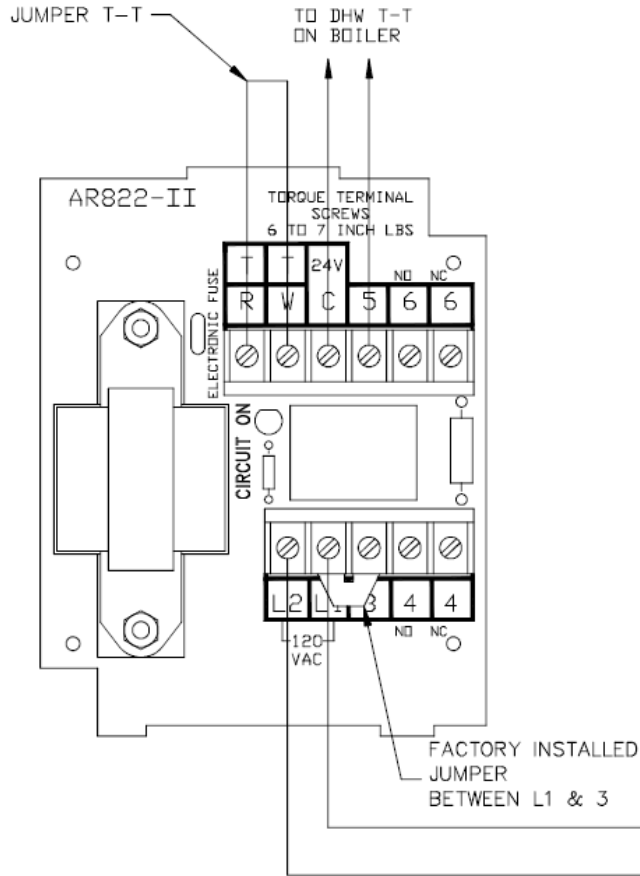 JUMPER T-T
TO DHW T-T
ON BOILER
AR822-II
TORQUE TERMINAL
SCREWS
6 TO 7 INCH LBS
ELECTRONIC FUSE
T T 24V
NO NC
R W C 5 6 6
CIRCUIT ON
L2 L1 3 4 4
NO NC
120
VAC
FACTORY INSTALLED
JUMPER
BETWEEN L1 & 3